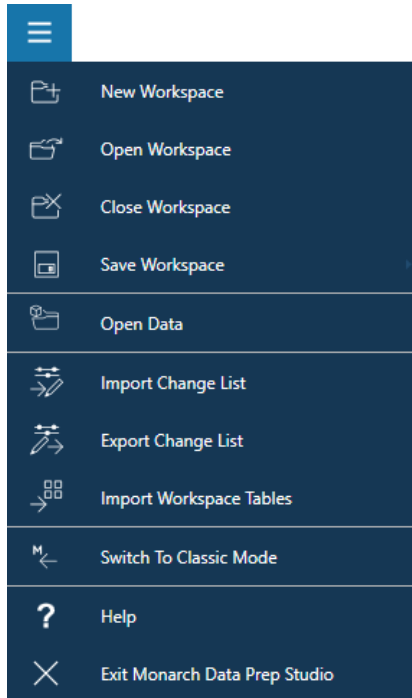 New Workspace
Open Workspace
Close Workspace
Save Workspace
Open Data
Import Change List
Export Change List
Import Workspace Tables
M
Switch To Classic Mode
?
Help
Exit Monarch Data Prep Studio